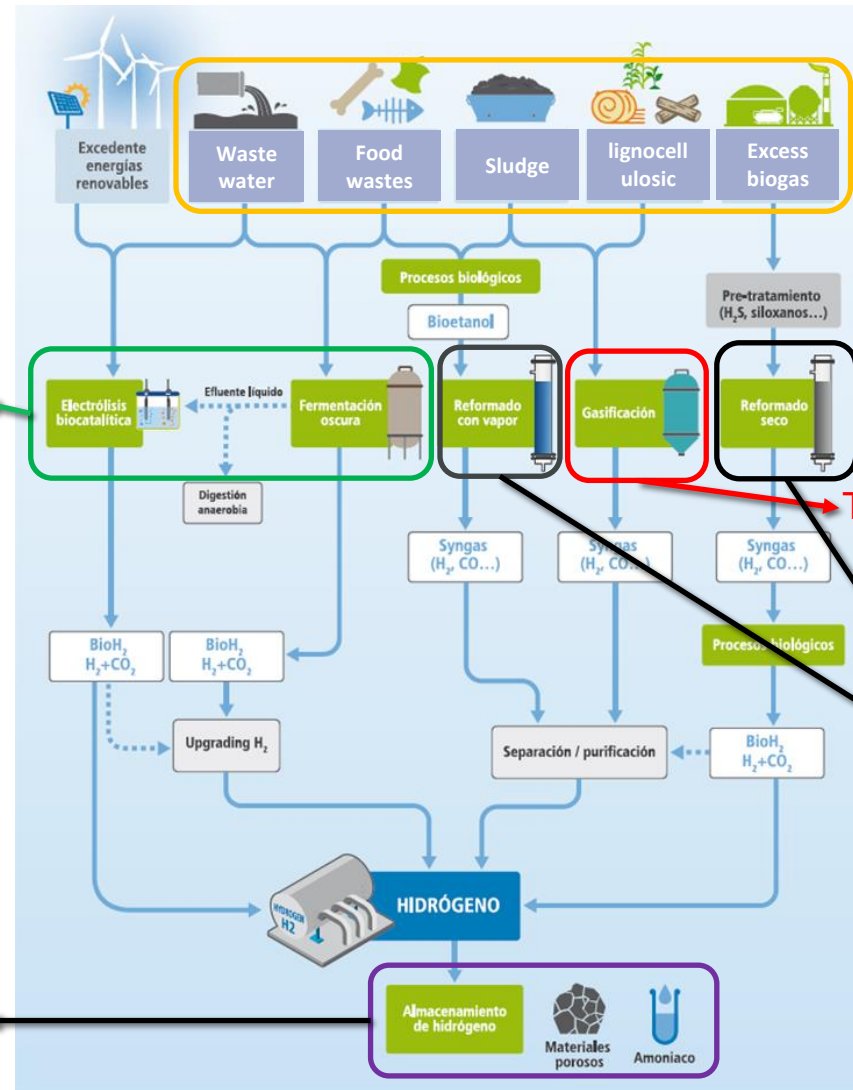 Excedente
energías
renovables
Waste
water
Food
wastes
Sludge
lignocell
ulosic
Excess
biogas
Procesos biológicos
Bioetanol
Pre-tratamiento
(H₂S, siloxanos...)
Electrólisis
biocatalítica
Efluente líquido
Fermentación
oscura
Reformado
con vapor
Gasificación
Reformado
seco
Digestión
anaerobia
T
Syngas
(H₂, CO...)
Syngas
(H₂, CO...)
Syngas
(H₂, CO...)
BioH₂
H₂+CO₂
BioH₂
H₂+CO₂
Procesos biológicos
Upgrading H₂
Separación / purificación
BioH₂
H₂+CO₂
HYDROGEN
H2
HIDRÓGENO
Almacenamiento
de hidrógeno
Materiales
porosos
Amoniaco